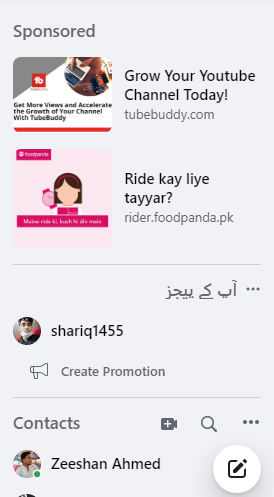 Sponsored
Get More Views and Accelerate
the Growth of Your Channel
With TubeBuddy
Grow Your Youtube
Channel Today!
tubebuddy.com
foodpanda
Maine ride ki, kush hi din mein
Ride kay liye
tayyar?
rider.foodpanda.pk
آپ کے پیجز
shariq1455
Create Promotion
Contacts
Zeeshan Ahmed